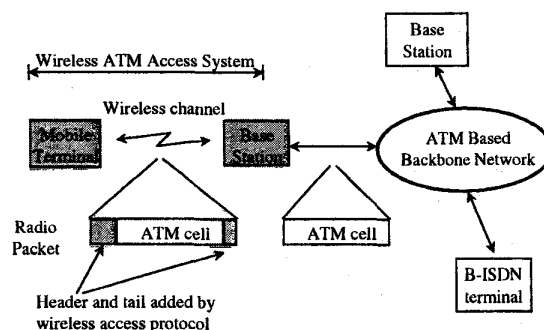 Base
Station
Wireless ATM Access System
Wireless channel
Mobile
Terminal
Base
Station
ATM Based
Backbone Network
Radio
Packet
ATM cell
ATM cell
B-ISDN
terminal
Header and tail added by
wireless access protocol